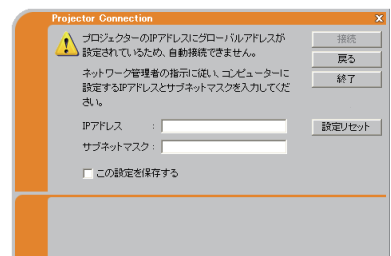 Projector Connection
x
プロジェクターのIPアドレスにグローバルアドレスが
設定されているため、自動接続できません。
ネットワーク管理者の指示に従い、コンピューターに
設定するIPアドレスとサブネットマスクを入力してくだ
さい。
接続
戻る
終了
IPアドレス :
設定リセット
サブネットマスク :
この設定を保存する